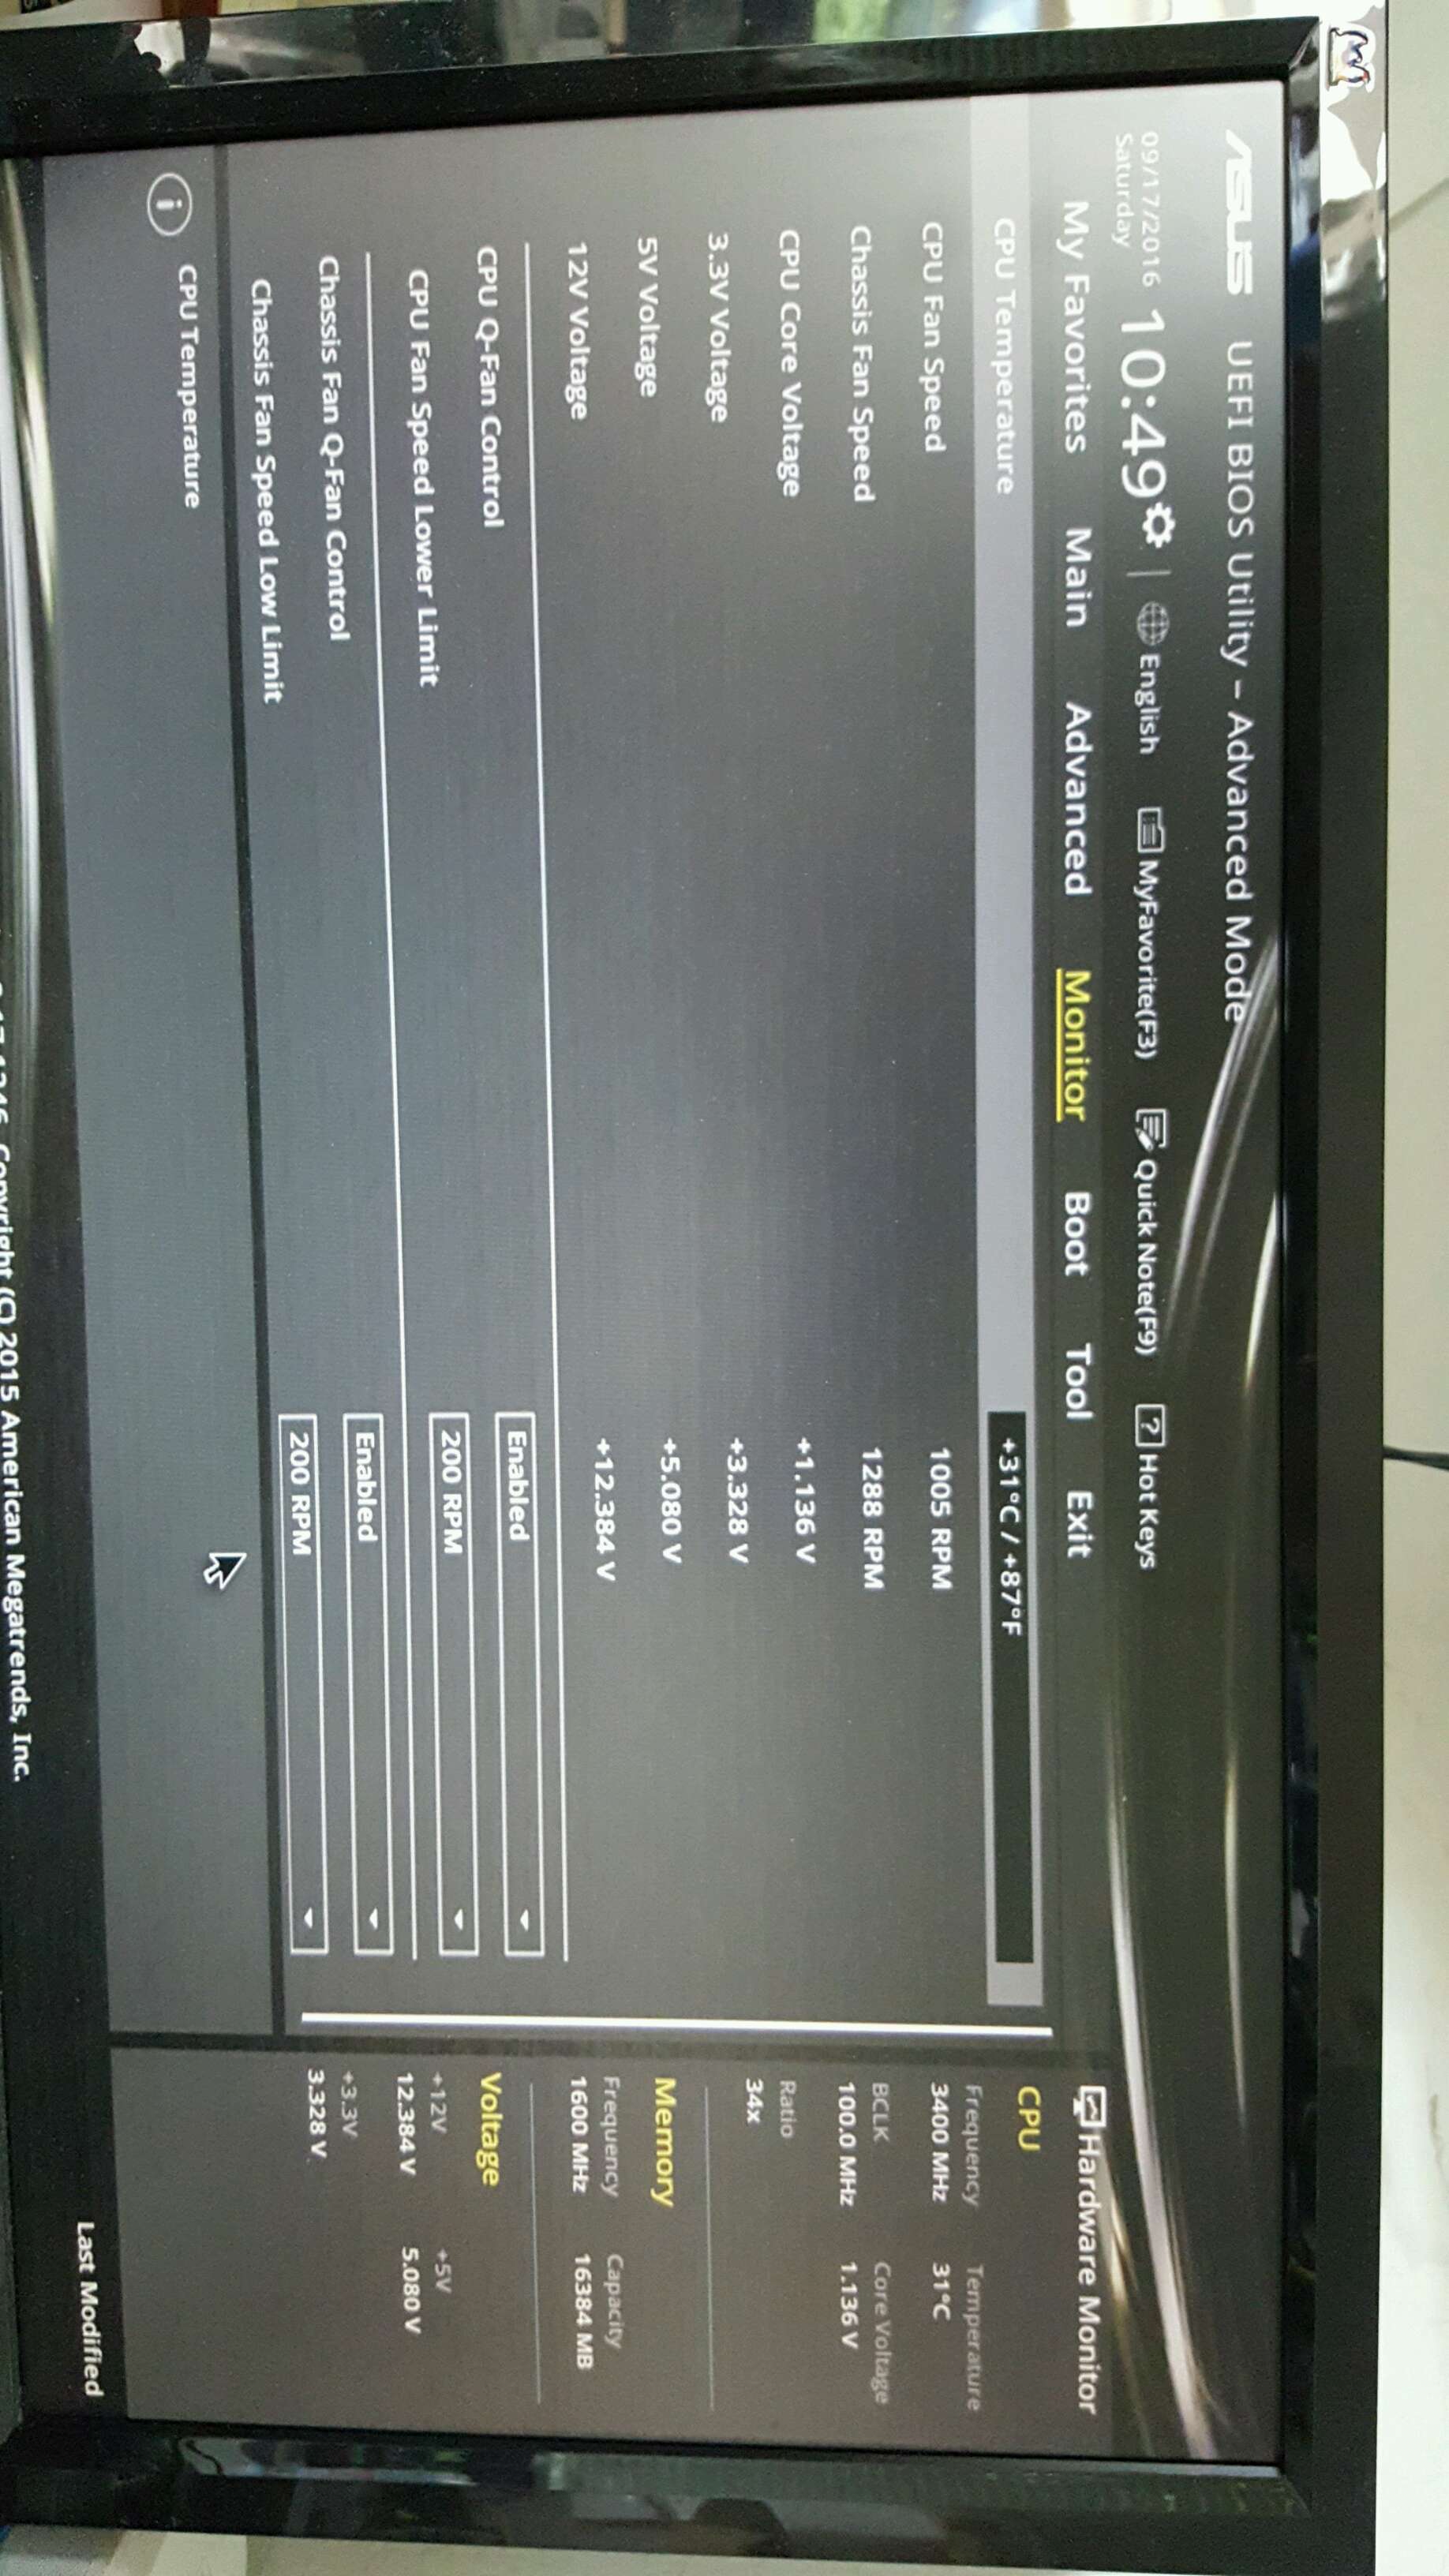 ASUS UEFI BIOS Utility – Advanced Mode
09/17/2016
Saturday
10:49
English
MyFavorite(F3)
Quick Note(F9)
? Hot Keys
My Favorites Main Advanced Monitor Boot Tool Exit
CPU Temperature +31°C / +87°F
CPU Fan Speed 1005 RPM
Chassis Fan Speed 1288 RPM
CPU Core Voltage +1.136 V
3.3V Voltage +3.328 V
5V Voltage +5.080 V
12V Voltage +12.384 V
CPU Q-Fan Control Enabled
CPU Fan Speed Lower Limit 200 RPM
Chassis Fan Q-Fan Control Enabled
Chassis Fan Speed Low Limit 200 RPM
i CPU Temperature
Hardware Monitor
CPU
Frequency Temperature
3400 MHz 31°C
BCLK Core Voltage
100.0 MHz 1.136 V
Ratio
34x
Memory
Frequency Capacity
1600 MHz 16384 MB
Voltage
+12V +5V
12.384 V 5.080 V
+3.3V
3.328 V
Last Modified
Copyright (C) 2015 American Megatrends, Inc.